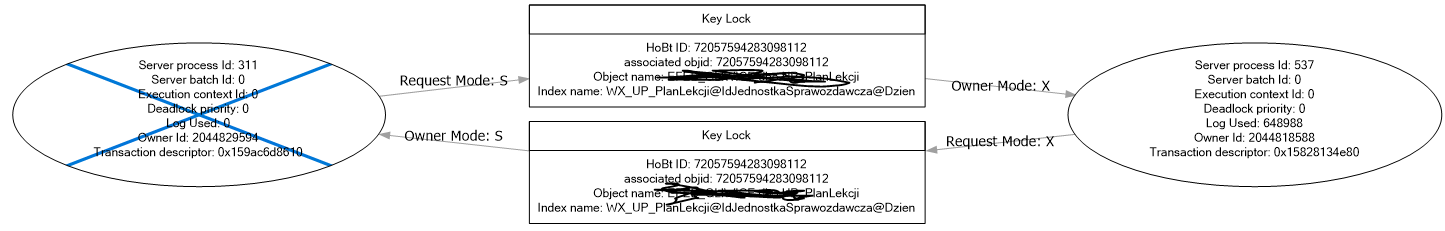 Server process Id: 311
Server batch Id: 0
Execution context Id: 0
Deadlock priority: 0
Log Used: 0
Owner Id: 2044829594
Transaction descriptor: 0x159ac6d8610
Request Mode: S
Owner Mode: S
Key Lock
HoBt ID: 72057594283098112
associated objid: 72057594283098112
Object name: PlanLekcji
Index name: WX_UP_PlanLekcji@IdJednostkaSprawozdawcza@Dzien
Key Lock
HoBt ID: 72057594283098112
associated objid: 72057594283098112
Object name: PlanLekcji
Index name: WX_UP_PlanLekcji@IdJednostkaSprawozdawcza@Dzien
Owner Mode: X
Request Mode: X
Server process Id: 537
Server batch Id: 0
Execution context Id: 0
Deadlock priority: 0
Log Used: 648988
Owner Id: 2044818588
Transaction descriptor: 0x15828134e80